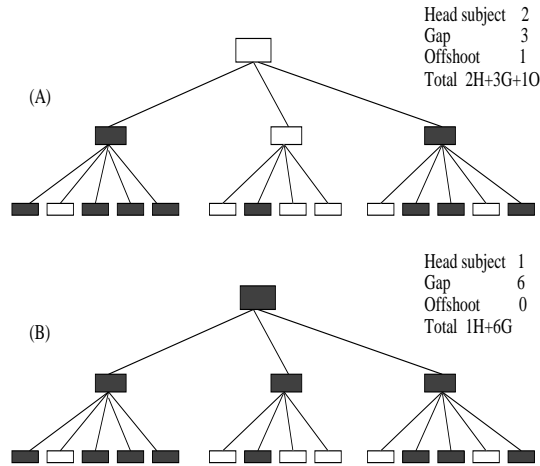 Head subject 2
Gap 3
Offshoot 1
Total 2H+3G+1O
(A)
Head subject 1
Gap 6
Offshoot 0
Total 1H+6G
(B)